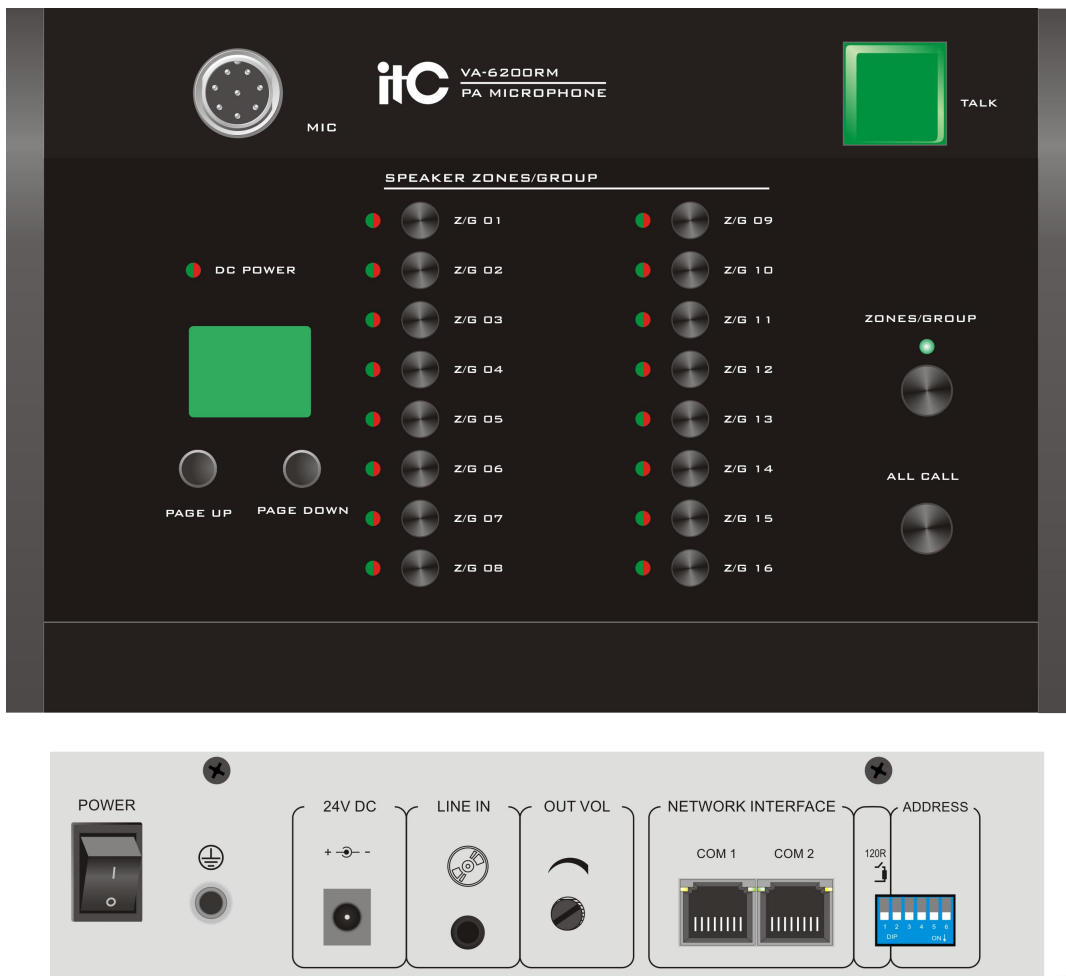 itC VA-6200RM
PA MICROPHONE
TALK
MIC
SPEAKER ZONES/GROUP
Z/G 01
Z/G 09
DC POWER
Z/G 02
Z/G 10
Z/G 03
Z/G 11
ZONES/GROUP
Z/G 04
Z/G 12
Z/G 05
Z/G 13
Z/G 06
Z/G 14
ALL CALL
PAGE UP
PAGE DOWN
Z/G 07
Z/G 15
Z/G 08
Z/G 16
POWER
24V DC
LINE IN
OUT VOL
NETWORK INTERFACE
ADDRESS
+ -
COM 1
COM 2
120R
1 2 3 4 5 6
DIP
ON↓